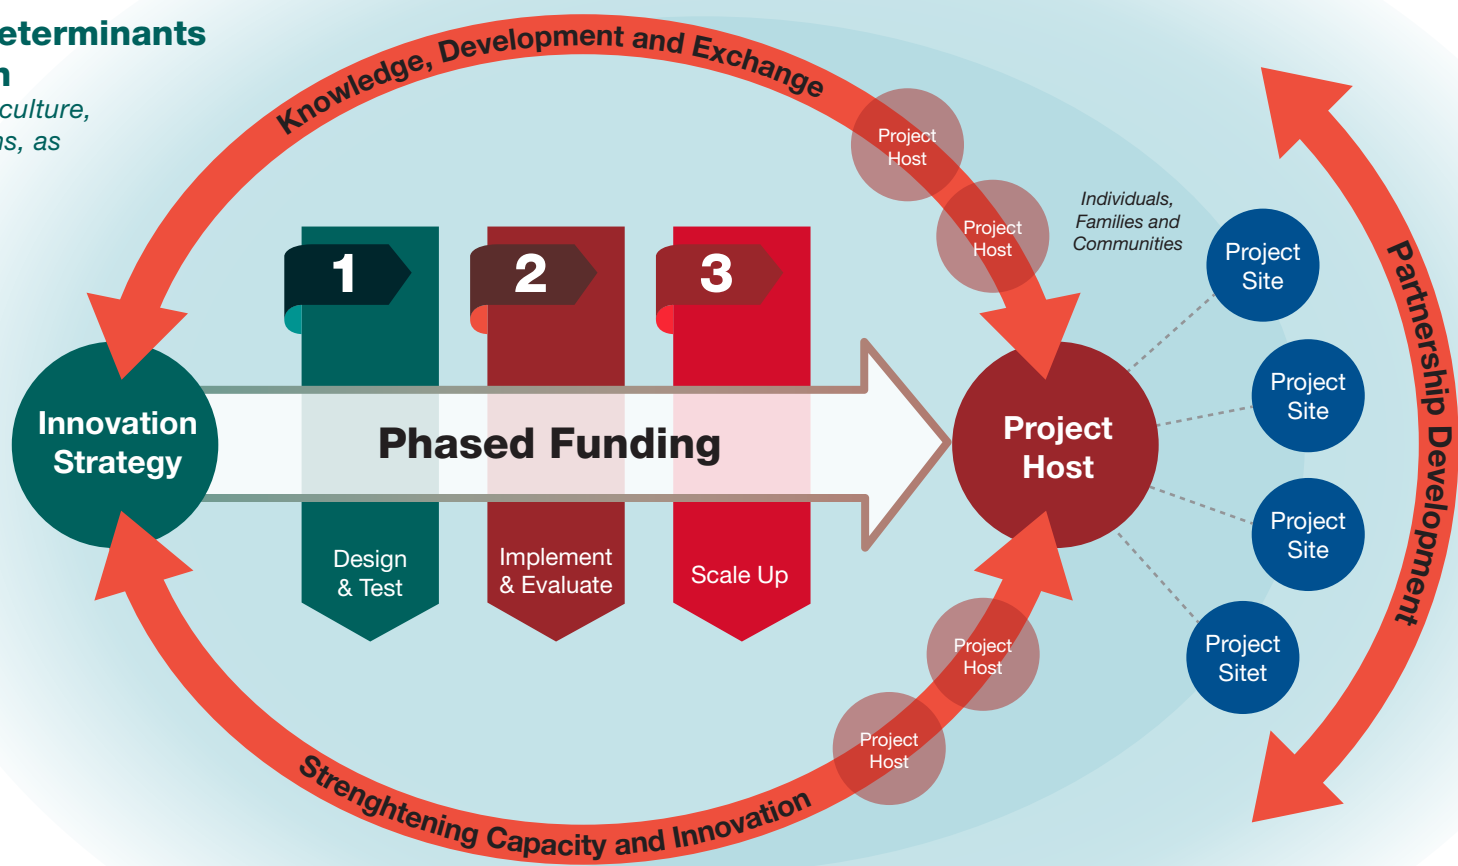 eterminants
culture,
as
Knowledge, Development and Exchange
Project
Host
Project
Host
Individuals,
Families and
Communities
Project
Site
1
2
3
Partnership Development
Project
Site
Innovation
Strategy
Phased Funding
Project
Host
Project
Site
Design
& Test
Implement
& Evaluate
Scale Up
Project
Host
Project
Sitet
Project
Host
Strenghtening Capacity and Innovation